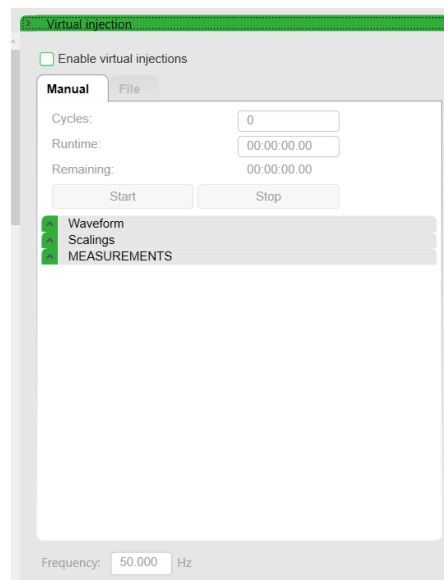 Virtual injection
Enable virtual injections
Manual File
Cycles: 0
Runtime: 00:00:00.00
Remaining: 00:00:00.00
Start Stop
Waveform
Scalings
MEASUREMENTS
Frequency: 50.000 Hz